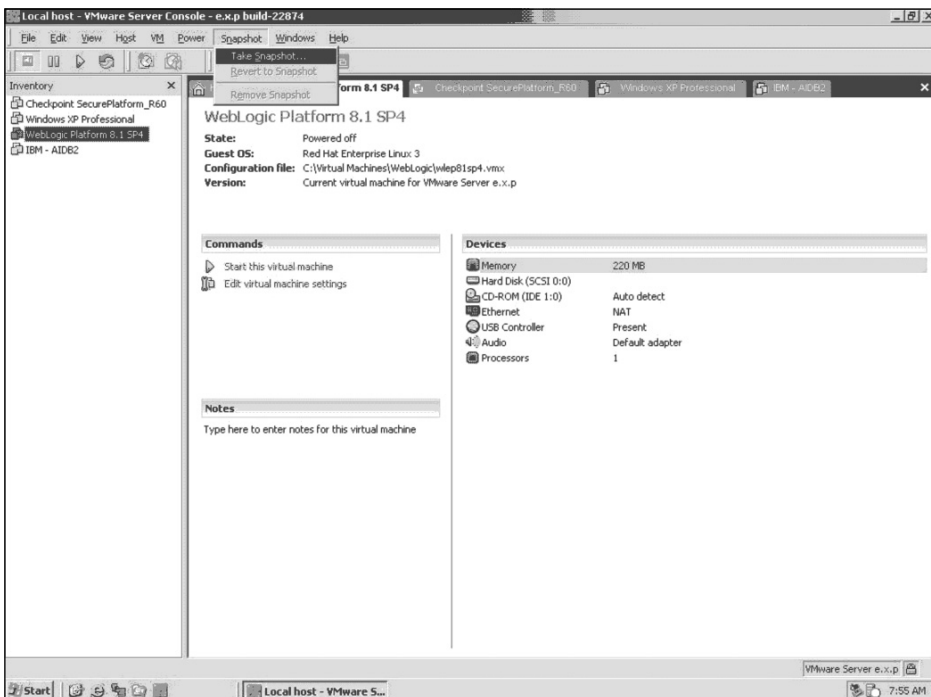 Local host - VMware Server Console - e.x.p build-22874
File Edit View Host VM Power Snapshot Windows Help
Take Snapshot...
Revert to Snapshot
Remove Snapshot
Inventory
Checkpoint SecurePlatform_R60
Windows XP Professional
WebLogic Platform 8.1 SP4
IBM - AIDB2
form 8.1 SP4 Checkpoint SecurePlatform_R60 Windows XP Professional IBM - AIDB2
WebLogic Platform 8.1 SP4
State: Powered off
Guest OS: Red Hat Enterprise Linux 3
Configuration file: C:\Virtual Machines\WebLogic\wlep81sp4.vmx
Version: Current virtual machine for VMware Server e.x.p
Commands
Start this virtual machine
Edit virtual machine settings
Devices
Memory 220 MB
Hard Disk (SCSI 0:0)
CD-ROM (IDE 1:0) Auto detect
Ethernet NAT
USB Controller Present
Audio Default adapter
Processors 1
Notes
Type here to enter notes for this virtual machine
VMware Server e.x.p
Start
Local host - VMware S...
7:55 AM